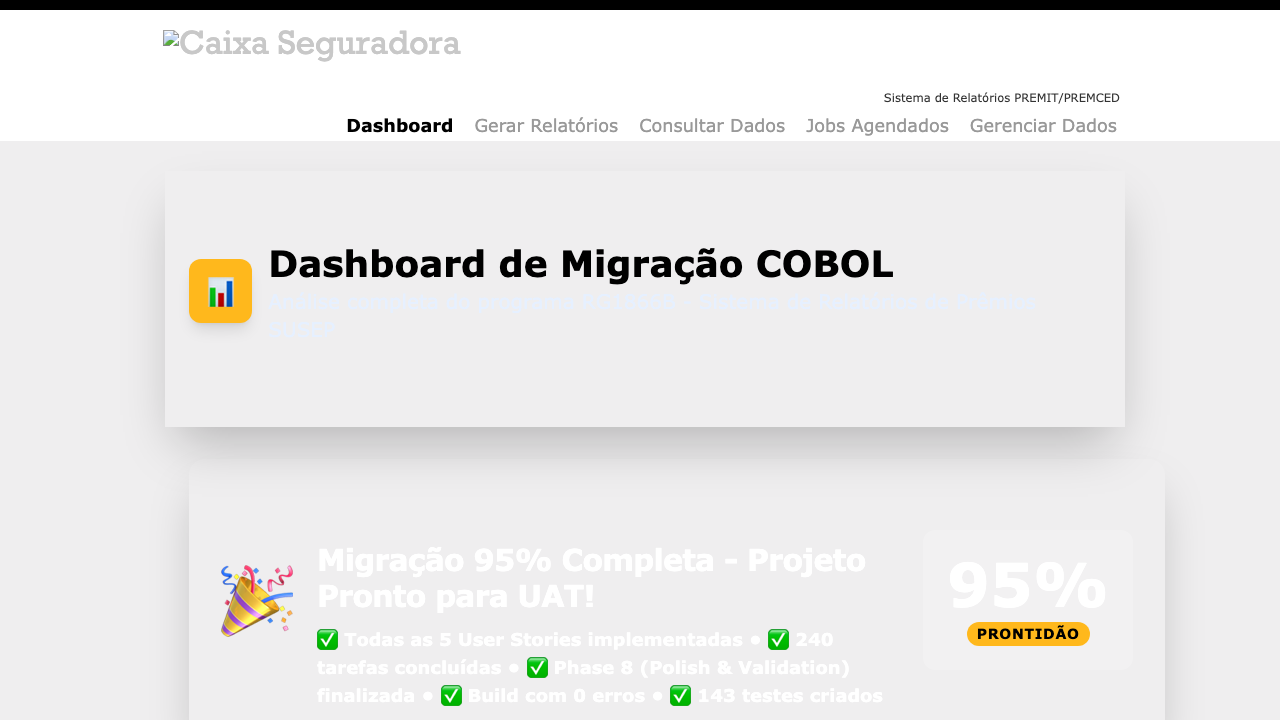 Caixa Seguradora
Sistema de Relatórios PREMIT/PREMCED
Dashboard Gerar Relatórios Consultar Dados Jobs Agendados Gerenciar Dados
Dashboard de Migração COBOL
Migração 95% Completa - Projeto
Pronto para UAT!
✅ Todas as 5 User Stories implementadas • ✅ 240
tarefas concluídas • ✅ Phase 8 (Polish & Validation)
finalizada • ✅ Build com 0 erros • ✅ 143 testes criados
95%
PRONTIDÃO